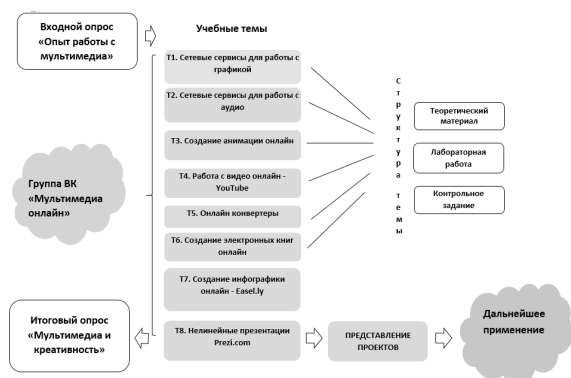 Входной опрос
«Опыт работы с
мультимедиа»
Учебные темы
Т1. Сетевые сервисы для работы с
графикой
Т2. Сетевые сервисы для работы с
аудио
Т3. Создание анимации онлайн
Т4. Работа с видео онлайн -
YouTube
Т5. Онлайн конвертеры
Т6. Создание электронных книг
онлайн
Т7. Создание инфографики
онлайн - Easel.ly
Т8. Нелинейные презентации
Prezi.com
Группа ВК
«Мультимедиа
онлайн»
Структура темы
Теоретический
материал
Лабораторная
работа
Контрольное
задание
Итоговый опрос
«Мультимедиа и
креативность»
ПРЕДСТАВЛЕНИЕ
ПРОЕКТОВ
Дальнейшее
применение